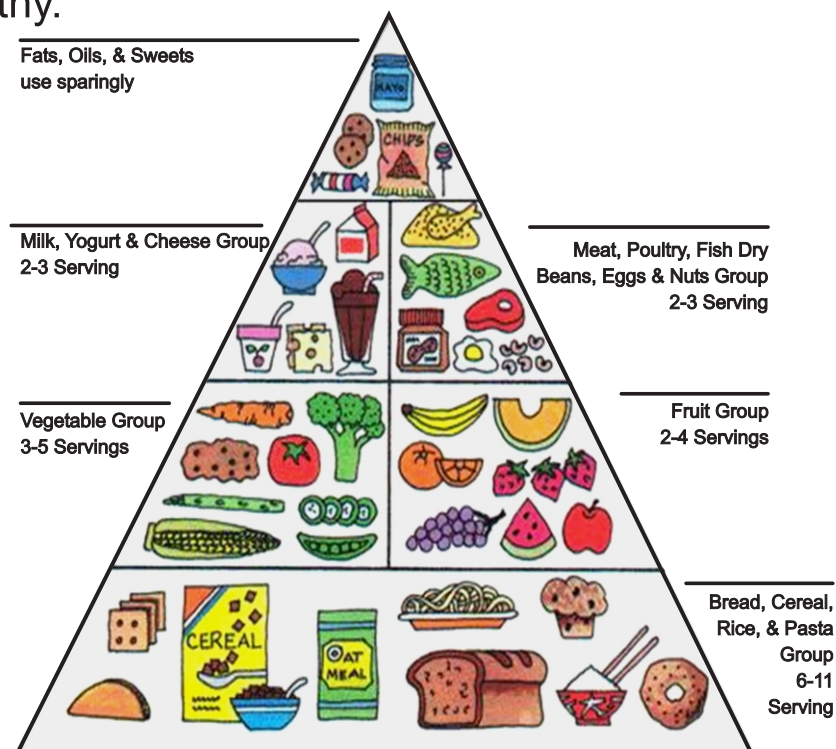 thy.
Fats, Oils, & Sweets
use sparingly
MAYO
CHIPS
Milk, Yogurt & Cheese Group
2-3 Serving
Meat, Poultry, Fish Dry
Beans, Eggs & Nuts Group
2-3 Serving
Vegetable Group
3-5 Servings
Fruit Group
2-4 Servings
Bread, Cereal,
Rice, & Pasta
Group
6-11
Serving
CEREAL
OAT
MEAL